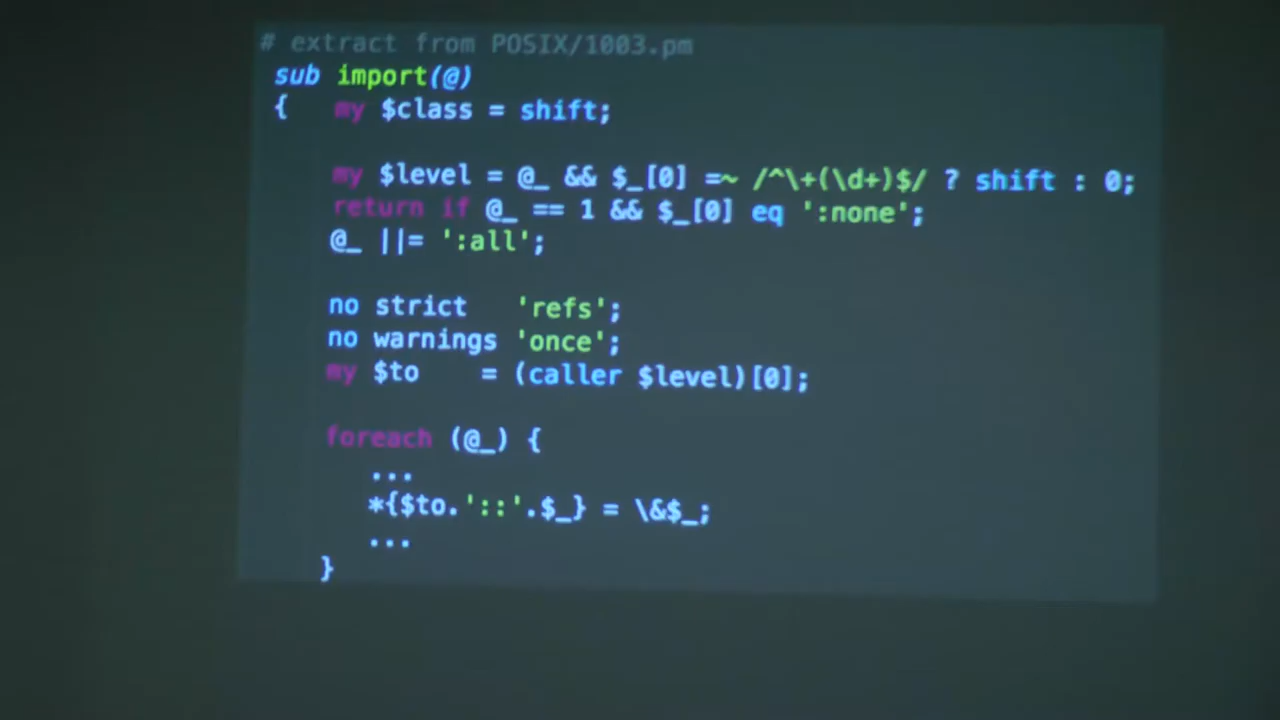 # extract from POSIX/1003.pm
sub import(@)
{   my $class = shift;
my $level = @_ && $_[0] =~ /^\+(\d+)$/ ? shift : 0;
return if @_ == 1 && $_[0] eq ':none';
@_ ||= ':all';
no strict   'refs';
no warnings 'once';
my $to    = (caller $level)[0];
foreach (@_) {
...
*{$to.'::'.$_} = \&$_;
...
}